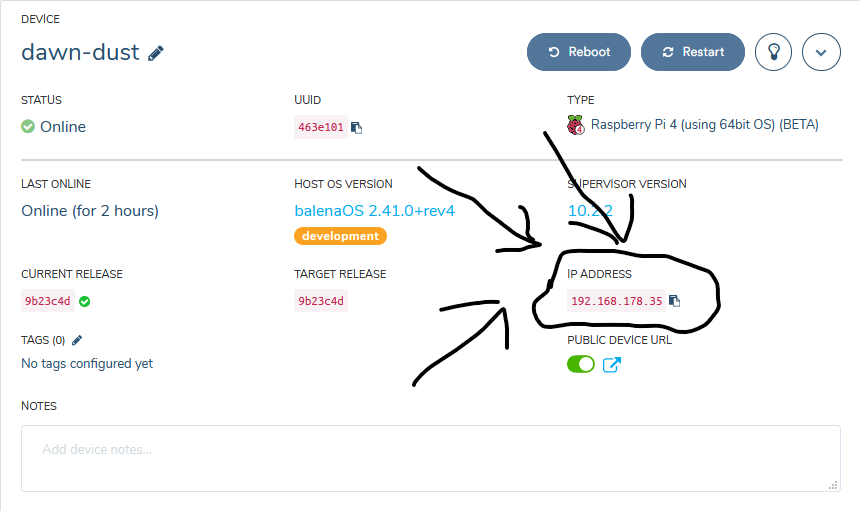 DEVICE
dawn-dust
Reboot
Restart
STATUS
UUID
TYPE
Online
463e101
Raspberry Pi 4 (using 64bit OS) (BETA)
LAST ONLINE
HOST OS VERSION
SUPERVISOR VERSION
Online (for 2 hours)
balenaOS 2.41.0+rev4
10.2.2
development
CURRENT RELEASE
TARGET RELEASE
IP ADDRESS
9b23c4d
9b23c4d
192.168.178.35
TAGS (0)
PUBLIC DEVICE URL
No tags configured yet
NOTES
Add device notes...